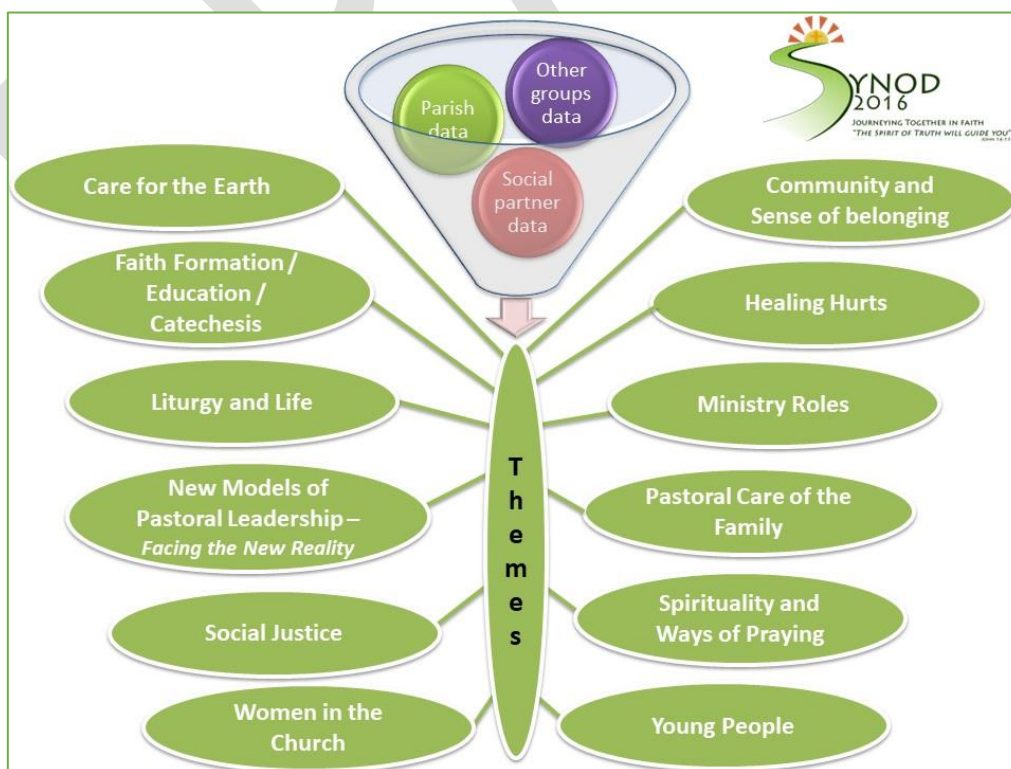 Other
groups
data
Parish
data
Social
partner
data
SYNOD
2016
JOURNEYING TOGETHER IN FAITH
"THE SPIRIT OF TRUTH WILL GUIDE YOU"
Care for the Earth
Community and
Sense of belonging
Faith Formation /
Education /
Catechesis
Healing Hurts
Liturgy and Life
Ministry Roles
New Models of
Pastoral Leadership –
Facing the New Reality
Pastoral Care of the
Family
Social Justice
Spirituality and
Ways of Praying
Women in the
Church
Young People
Themes